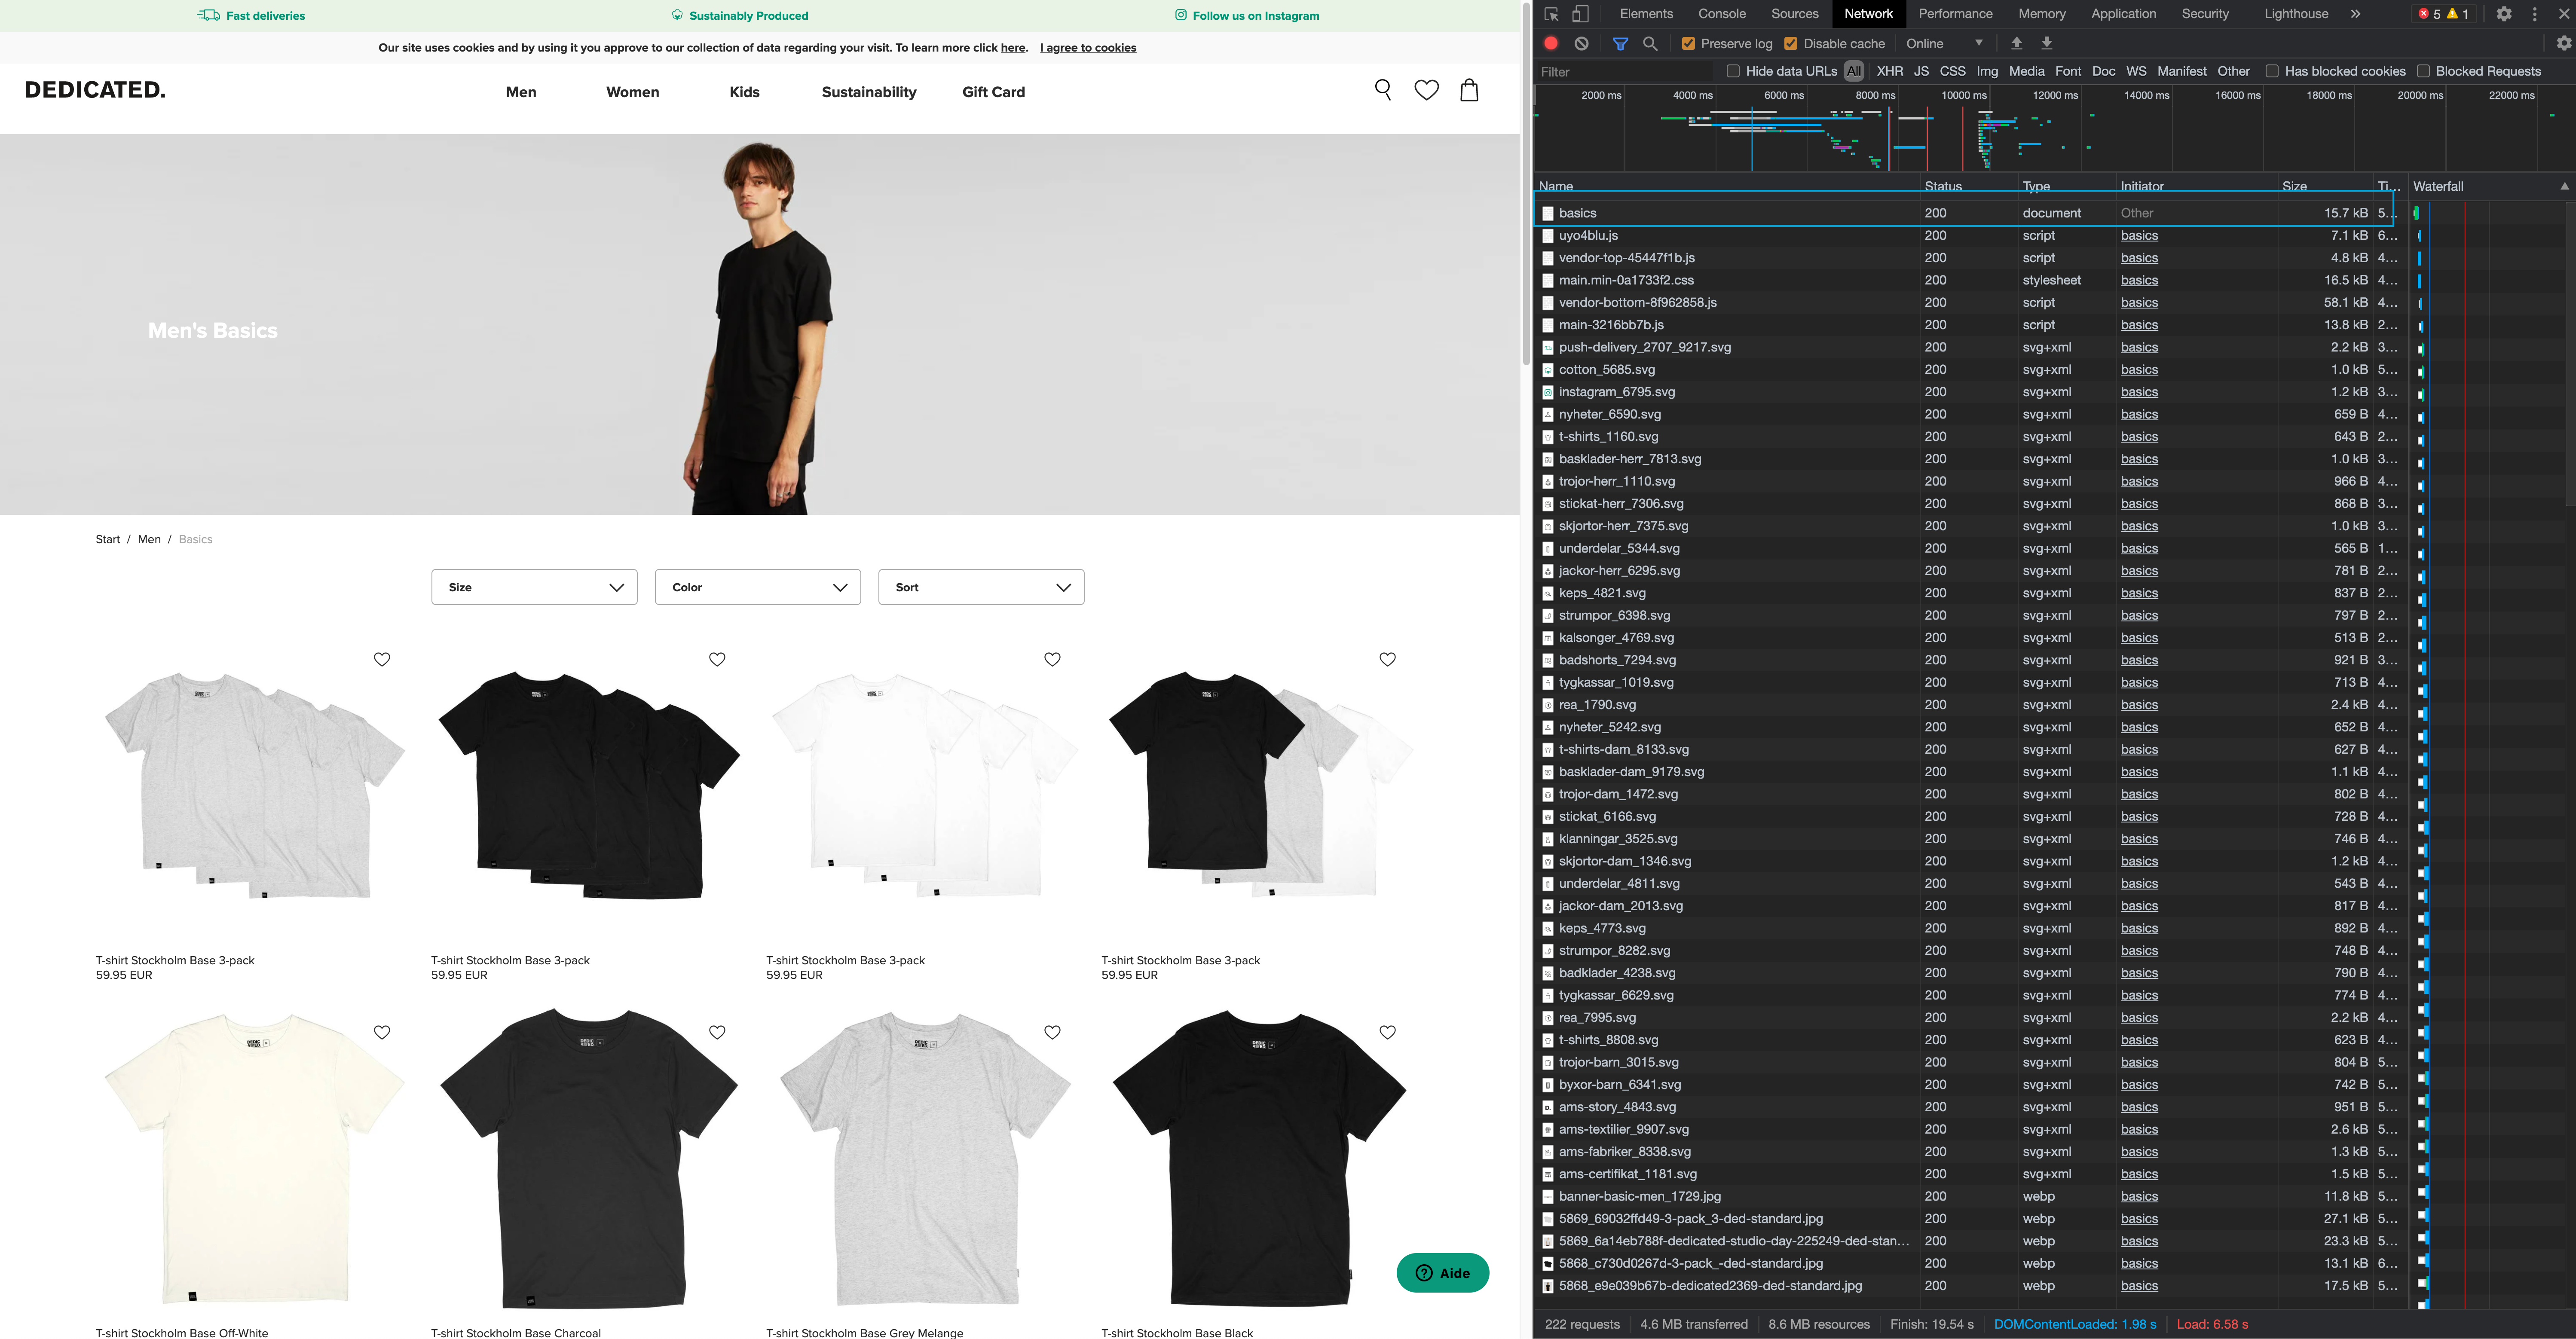 Fast deliveries
Sustainably Produced
Follow us on Instagram
Our site uses cookies and by using it you approve to our collection of data regarding your visit. To learn more click here. I agree to cookies
DEDICATED.
Men
Women
Kids
Sustainability
Gift Card
Men's Basics
Start / Men / Basics
Size
Color
Sort
T-shirt Stockholm Base 3-pack
59.95 EUR
T-shirt Stockholm Base 3-pack
59.95 EUR
T-shirt Stockholm Base 3-pack
59.95 EUR
T-shirt Stockholm Base 3-pack
59.95 EUR
Aide
T-shirt Stockholm Base Off-White
T-shirt Stockholm Base Charcoal
T-shirt Stockholm Base Grey Melange
T-shirt Stockholm Base Black
Elements Console Sources Network Performance Memory Application Security Lighthouse » 5 1
Preserve log Disable cache Online
Filter Hide data URLs All XHR JS CSS Img Media Font Doc WS Manifest Other Has blocked cookies Blocked Requests
2000 ms 4000 ms 6000 ms 8000 ms 10000 ms 12000 ms 14000 ms 16000 ms 18000 ms 20000 ms 22000 ms
Name Status Type Initiator Size Ti... Waterfall
basics 200 document Other 15.7 kB 5...
uyo4blu.js 200 script basics 7.1 kB 6...
vendor-top-45447f1b.js 200 script basics 4.8 kB 4...
main.min-0a1733f2.css 200 stylesheet basics 16.5 kB 4...
vendor-bottom-8f962858.js 200 script basics 58.1 kB 4...
main-3216bb7b.js 200 script basics 13.8 kB 2...
push-delivery_2707_9217.svg 200 svg+xml basics 2.2 kB 3...
cotton_5685.svg 200 svg+xml basics 1.0 kB 5...
instagram_6795.svg 200 svg+xml basics 1.2 kB 3...
nyheter_6590.svg 200 svg+xml basics 659 B 4...
t-shirts_1160.svg 200 svg+xml basics 643 B 2...
basklader-herr_7813.svg 200 svg+xml basics 1.0 kB 3...
trojor-herr_1110.svg 200 svg+xml basics 966 B 4...
stickat-herr_7306.svg 200 svg+xml basics 868 B 3...
skjortor-herr_7375.svg 200 svg+xml basics 1.0 kB 3...
underdelar_5344.svg 200 svg+xml basics 565 B 1...
jackor-herr_6295.svg 200 svg+xml basics 781 B 2...
keps_4821.svg 200 svg+xml basics 837 B 2...
strumpor_6398.svg 200 svg+xml basics 797 B 2...
kalsonger_4769.svg 200 svg+xml basics 513 B 2...
badshorts_7294.svg 200 svg+xml basics 921 B 3...
tygkassar_1019.svg 200 svg+xml basics 713 B 4...
rea_1790.svg 200 svg+xml basics 2.4 kB 4...
nyheter_5242.svg 200 svg+xml basics 652 B 4...
t-shirts-dam_8133.svg 200 svg+xml basics 627 B 4...
basklader-dam_9179.svg 200 svg+xml basics 1.1 kB 4...
trojor-dam_1472.svg 200 svg+xml basics 802 B 4...
stickat_6166.svg 200 svg+xml basics 728 B 4...
klanningar_3525.svg 200 svg+xml basics 746 B 4...
skjortor-dam_1346.svg 200 svg+xml basics 1.2 kB 4...
underdelar_4811.svg 200 svg+xml basics 543 B 4...
jackor-dam_2013.svg 200 svg+xml basics 817 B 4...
keps_4773.svg 200 svg+xml basics 892 B 4...
strumpor_8282.svg 200 svg+xml basics 748 B 4...
badklader_4238.svg 200 svg+xml basics 790 B 4...
tygkassar_6629.svg 200 svg+xml basics 774 B 4...
rea_7995.svg 200 svg+xml basics 2.2 kB 4...
t-shirts_8808.svg 200 svg+xml basics 623 B 4...
trojor-barn_3015.svg 200 svg+xml basics 804 B 5...
byxor-barn_6341.svg 200 svg+xml basics 742 B 5...
ams-story_4843.svg 200 svg+xml basics 951 B 5...
ams-textilier_9907.svg 200 svg+xml basics 2.6 kB 5...
ams-fabriker_8338.svg 200 svg+xml basics 1.3 kB 5...
ams-certifikat_1181.svg 200 svg+xml basics 1.5 kB 5...
banner-basic-men_1729.jpg 200 webp basics 11.8 kB 5...
5869_69032ffd49-3-pack_3-ded-standard.jpg 200 webp basics 27.1 kB 5...
5869_6a14eb788f-dedicated-studio-day-225249-ded-stan... 200 webp basics 23.3 kB 5...
5868_c730d0267d-3-pack_-ded-standard.jpg 200 webp basics 13.1 kB 6...
5868_e9e039b67b-dedicated2369-ded-standard.jpg 200 webp basics 17.5 kB 5...
222 requests 4.6 MB transferred 8.6 MB resources Finish: 19.54 s DOMContentLoaded: 1.98 s Load: 6.58 s